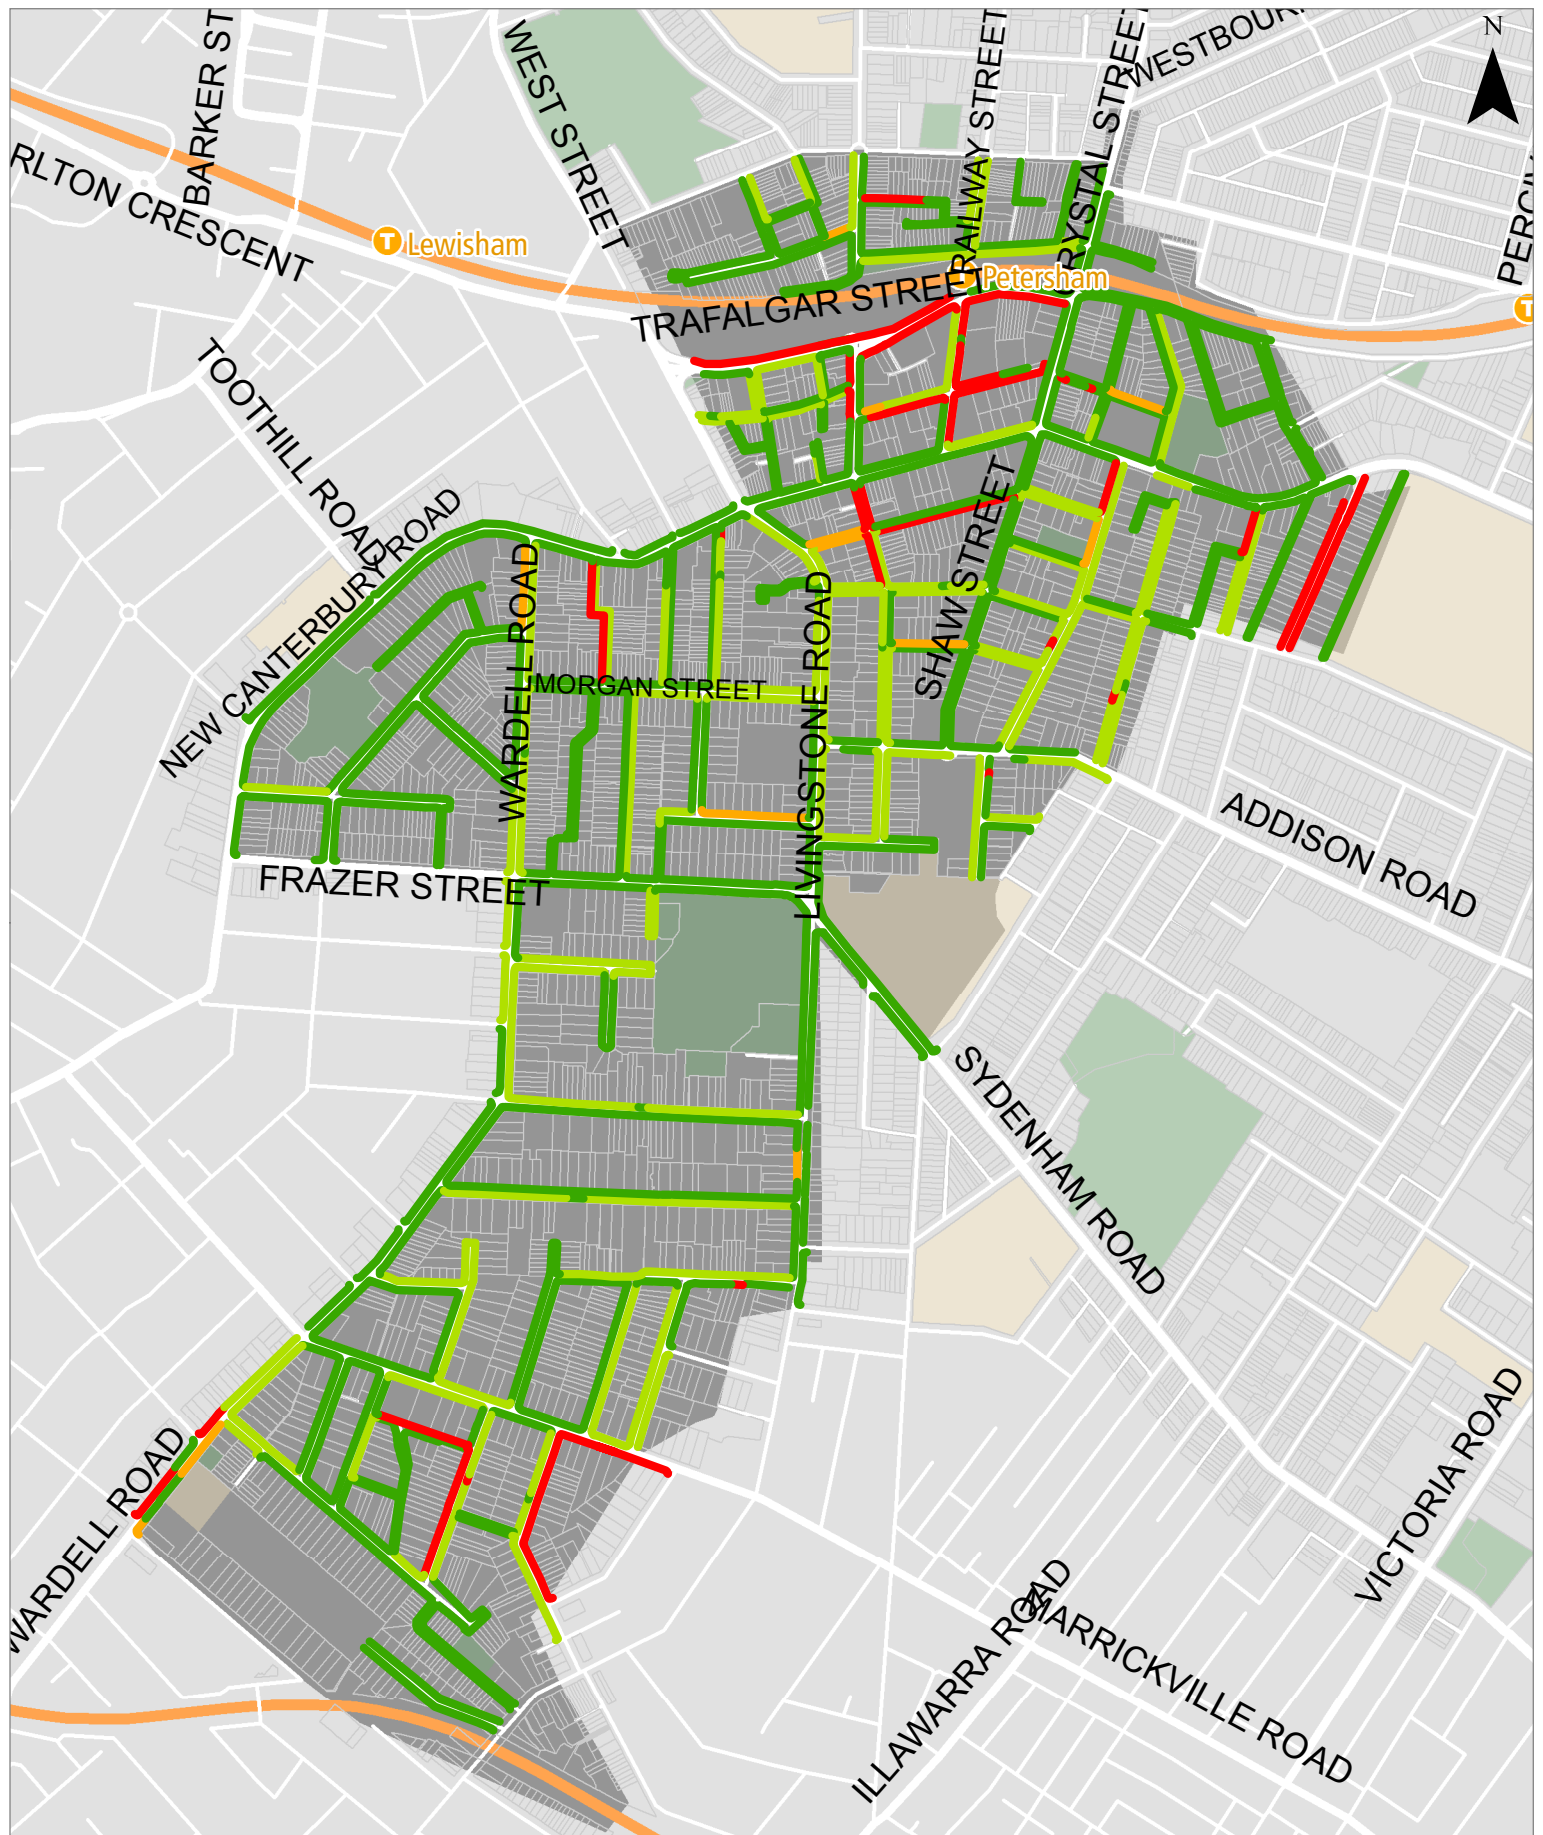 N
BARKER ST
WEST STREET
RAILWAY STREET
CRYSTAL STREET
WESTBOUR
RLTON CRESCENT
Lewisham
PERCIV
T
T
Petersham
TRAFALGAR STREET
TOOTHILL ROAD
NEW CANTERBURY ROAD
WARDELL ROAD
MORGAN STREET
LIVINGSTONE ROAD
SHAW STREET
ADDISON ROAD
FRAZER STREET
SYDENHAM ROAD
WARDELL ROAD
VICTORIA ROAD
ILLAWARRA ROAD
MARRICKVILLE ROAD